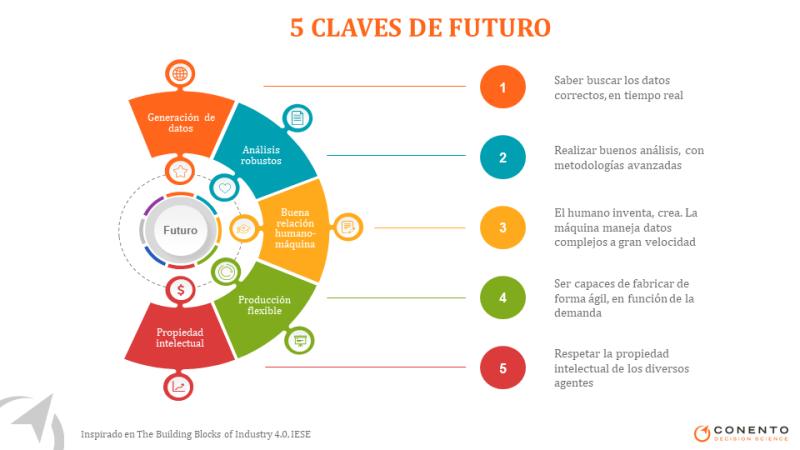 5 CLAVES DE FUTURO
Generación de
datos
Análisis
robustos
Buena
relación
humano-
máquina
Producción
flexible
Propiedad
intelectual
Futuro
$
1
Saber buscar los datos
correctos, en tiempo real
2
Realizar buenos análisis, con
metodologías avanzadas
3
El humano inventa, crea. La
máquina maneja datos
complejos a gran velocidad
4
Ser capaces de fabricar de
forma ágil, en función de la
demanda
5
Respetar la propiedad
intelectual de los diversos
agentes
Inspirado en The Building Blocks of Industry 4.0, IESE
CONENTO
DECISION SCIENCE